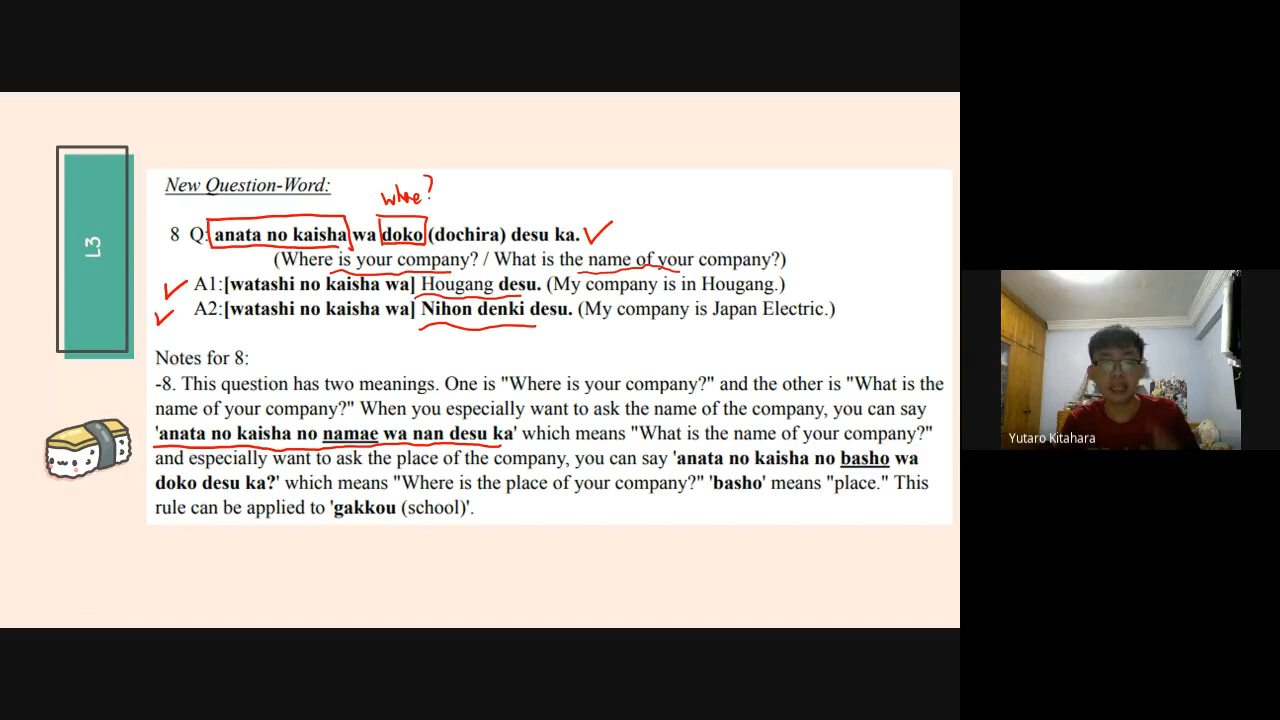 L3
New Question-Word:
where?
8 Q: anata no kaisha wa doko (dochira) desu ka.
(Where is your company? / What is the name of your company?)
A1:[watashi no kaisha wa] Hougang desu. (My company is in Hougang.)
A2:[watashi no kaisha wa] Nihon denki desu. (My company is Japan Electric.)
Notes for 8:
-8. This question has two meanings. One is "Where is your company?" and the other is "What is the
name of your company?" When you especially want to ask the name of the company, you can say
'anata no kaisha no namae wa nan desu ka' which means "What is the name of your company?"
and especially want to ask the place of the company, you can say 'anata no kaisha no basho wa
doko desu ka?' which means "Where is the place of your company?" 'basho' means "place." This
rule can be applied to 'gakkou (school)'.
Yutaro Kitahara